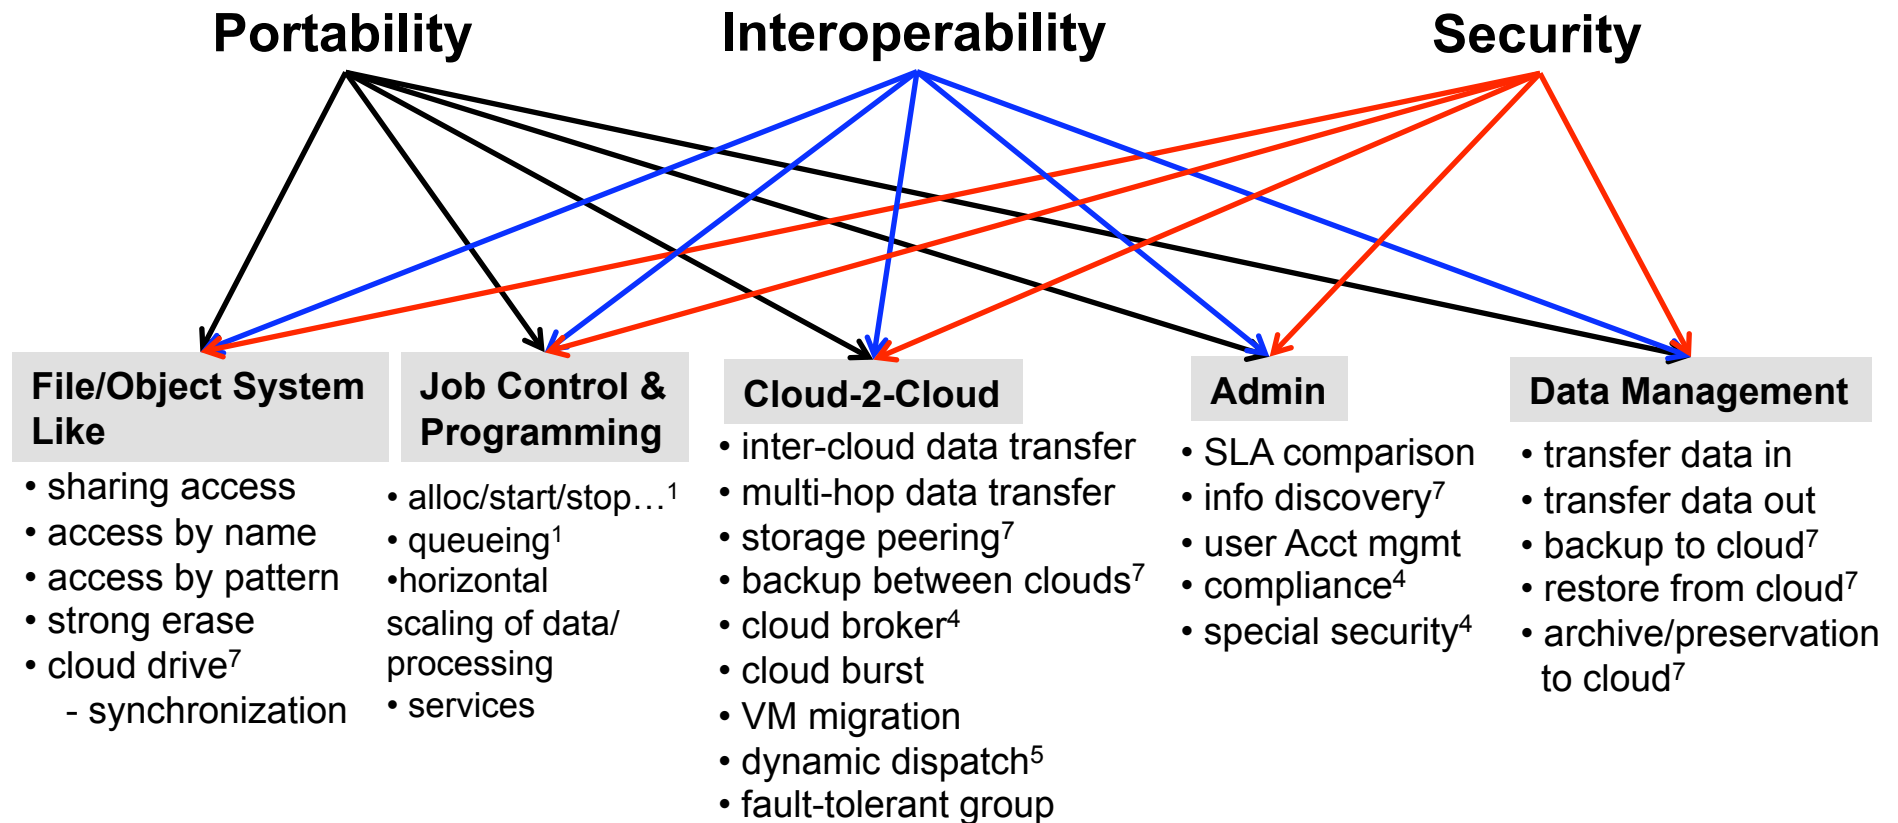 Portability
Interoperability
Security
File/Object System
Like
• sharing access
• access by name
• access by pattern
• strong erase
• cloud drive⁷
- synchronization
Job Control &
Programming
• alloc/start/stop…¹
• queueing¹
•horizontal
scaling of data/
processing
• services
Cloud-2-Cloud
• inter-cloud data transfer
• multi-hop data transfer
• storage peering⁷
• backup between clouds⁷
• cloud broker⁴
• cloud burst
• VM migration
• dynamic dispatch⁵
• fault-tolerant group
Admin
• SLA comparison
• info discovery⁷
• user Acct mgmt
• compliance⁴
• special security⁴
Data Management
• transfer data in
• transfer data out
• backup to cloud⁷
• restore from cloud⁷
• archive/preservation
to cloud⁷